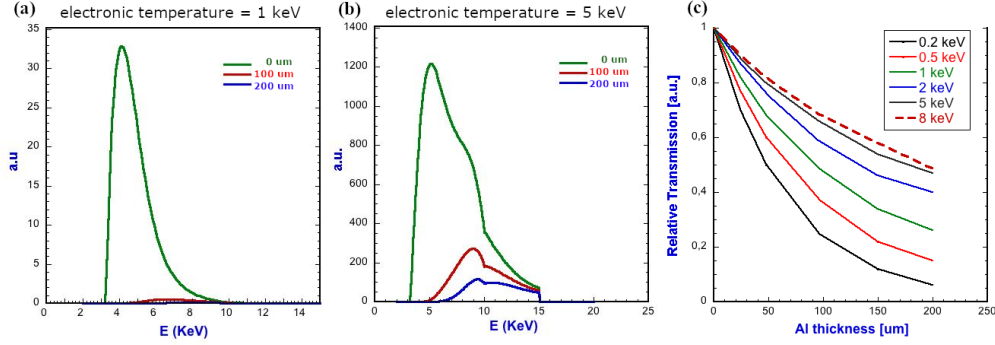 (a)
electronic temperature = 1 keV
35
30
25
20
15
10
5
0
a.u
0 um
100 um
200 um
0
2
4
6
8
10
12
14
E (KeV)
(b)
electronic temperature = 5 keV
1400
1200
1000
800
600
400
200
0
a.u.
0 um
100 um
200 um
0
5
10
15
20
25
E (KeV)
(c)
1
0,8
0,6
0,4
0,2
0
Relative Transmission [a.u.]
0.2 keV
0.5 keV
1 keV
2 keV
5 keV
8 keV
0
50
100
150
200
250
Al thickness [um]